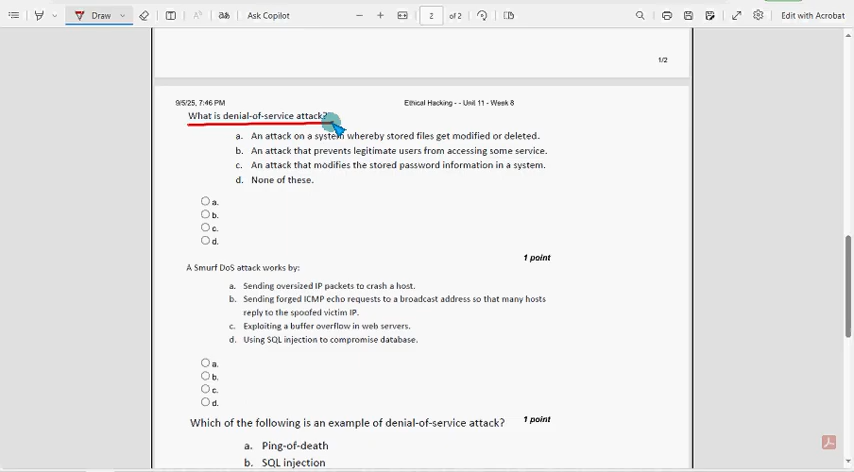 Draw
Ask Copilot
2
of 2
Edit with Acrobat
1/2
9/5/25, 7:46 PM
Ethical Hacking - - Unit 11 - Week 8
What is denial-of-service attack?
a. An attack on a system whereby stored files get modified or deleted.
b. An attack that prevents legitimate users from accessing some service.
c. An attack that modifies the stored password information in a system.
d. None of these.
a.
b.
c.
d.
1 point
A Smurf DoS attack works by:
a. Sending oversized IP packets to crash a host.
b. Sending forged ICMP echo requests to a broadcast address so that many hosts
reply to the spoofed victim IP.
c. Exploiting a buffer overflow in web servers.
d. Using SQL injection to compromise database.
a.
b.
c.
d.
Which of the following is an example of denial-of-service attack?
1 point
a. Ping-of-death
b. SQL injection